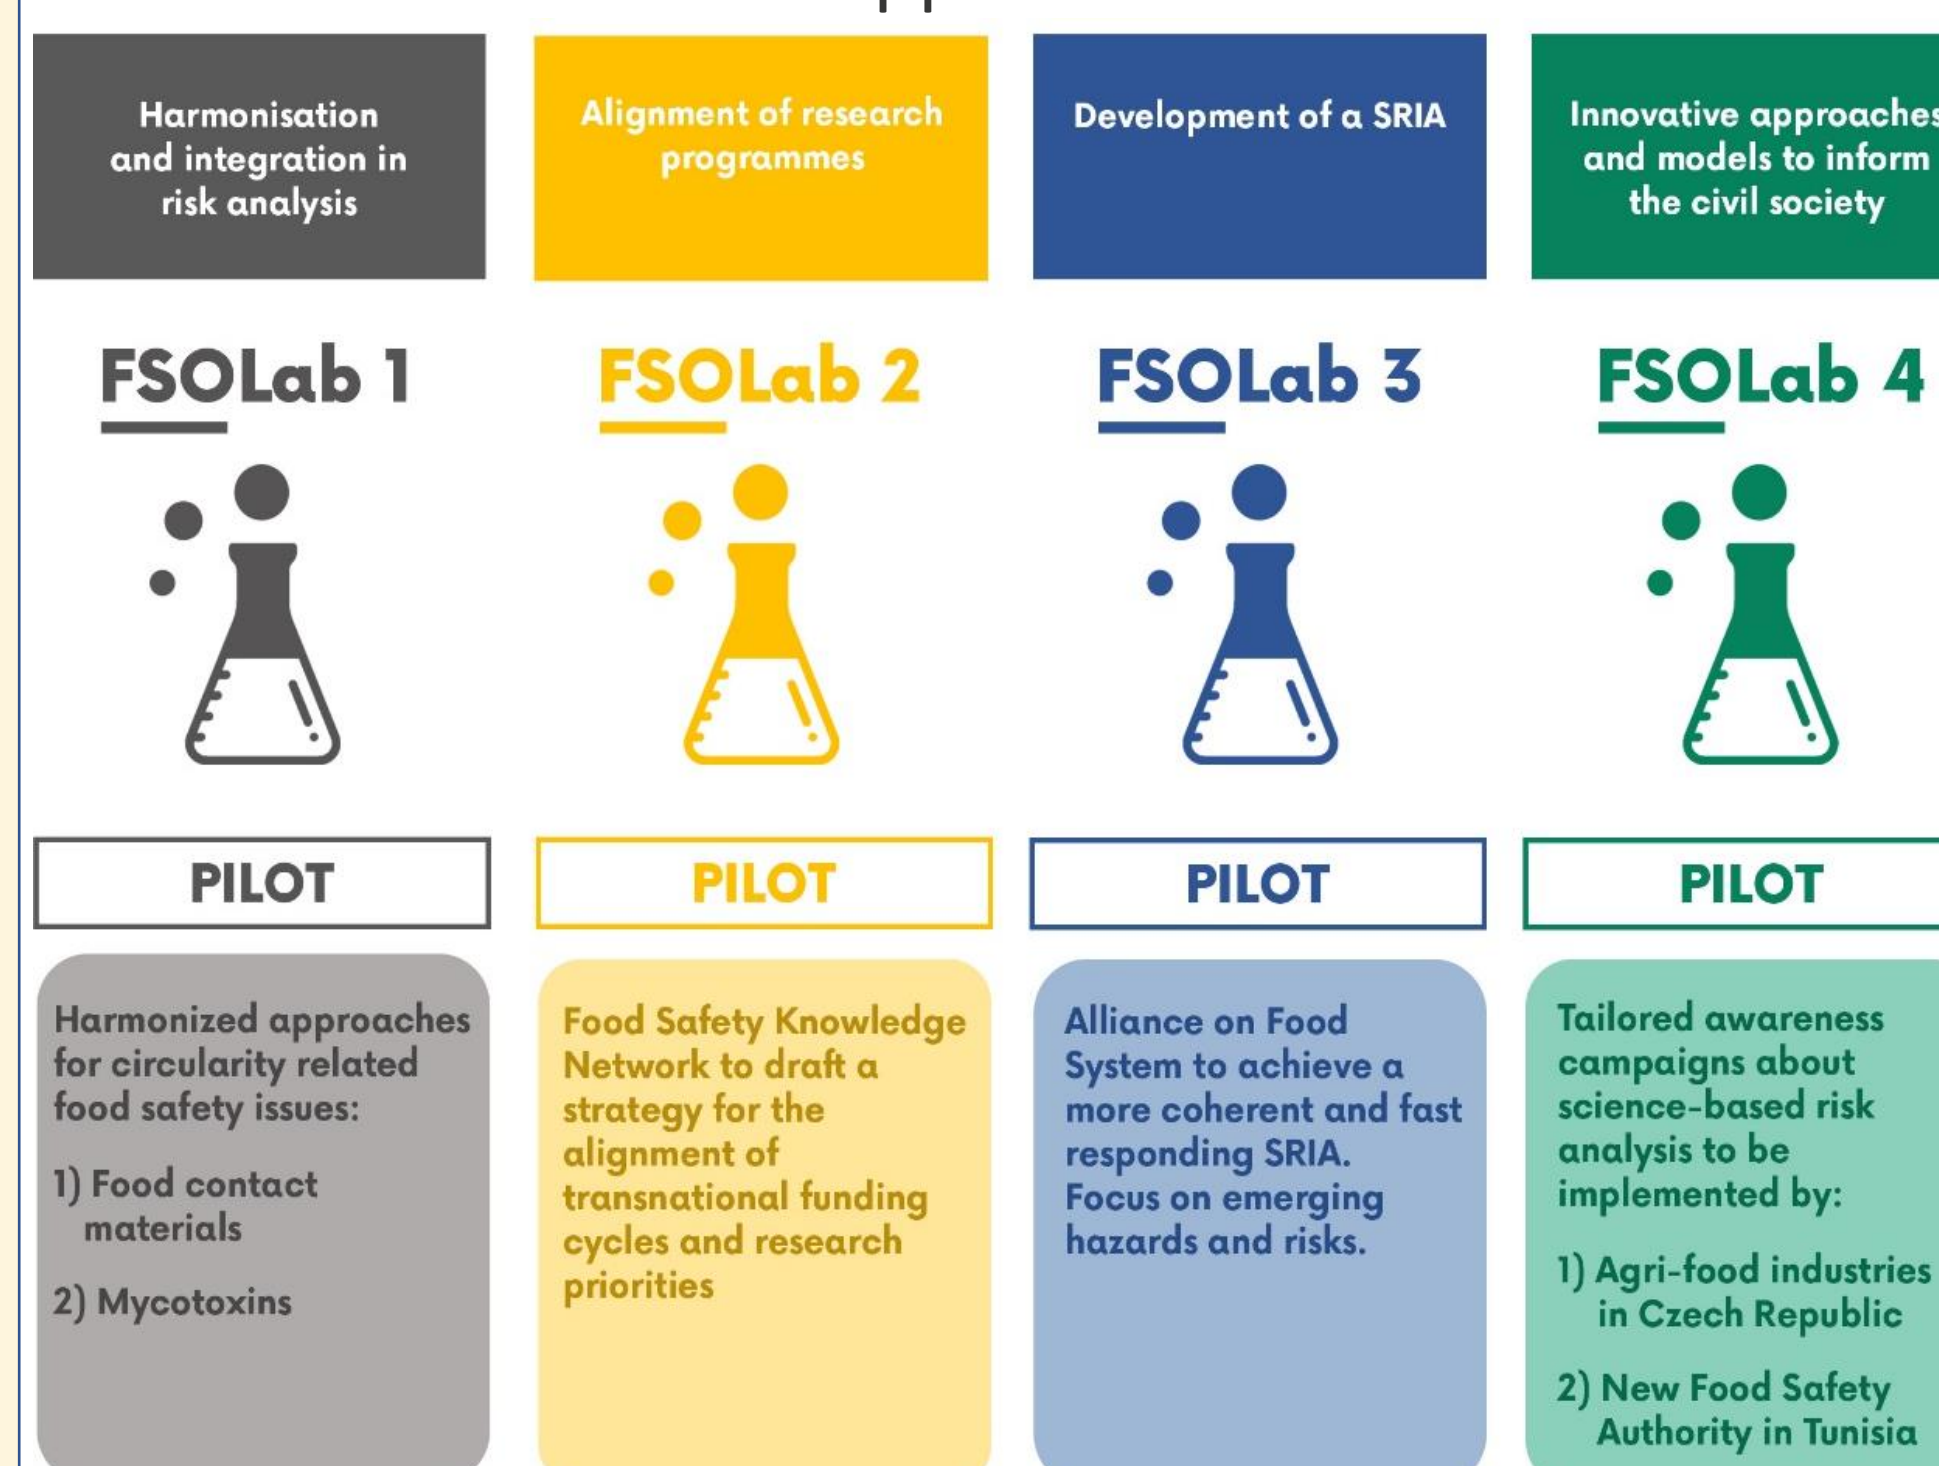 Harmonisation
and integration in
risk analysis
FSOLab 1
PILOT
Harmonized approaches
for circularity related
food safety issues:
1) Food contact
materials
2) Mycotoxins
Alignment of research
programmes
FSOLab 2
PILOT
Food Safety Knowledge
Network to draft a
strategy for the
alignment of
transnational funding
cycles and research
priorities
Development of a SRIA
FSOLab 3
PILOT
Alliance on Food
System to achieve a
more coherent and fast
responding SRIA.
Focus on emerging
hazards and risks.
Innovative approaches
and models to inform
the civil society
FSOLab 4
PILOT
Tailored awareness
campaigns about
science-based risk
analysis to be
implemented by:
1) Agri-food industries
in Czech Republic
2) New Food Safety
Authority in Tunisia